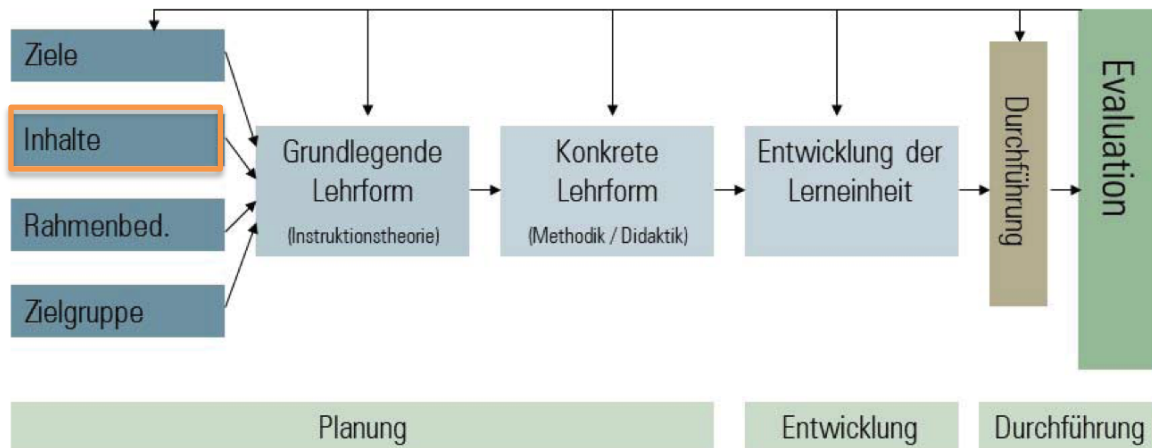 Ziele
Inhalte
Rahmenbed.
Zielgruppe
Grundlegende
Lehrform
(Instruktionstheorie)
Konkrete
Lehrform
(Methodik / Didaktik)
Entwicklung der
Lerneinheit
Durchführung
Evaluation
Planung
Entwicklung
Durchführung